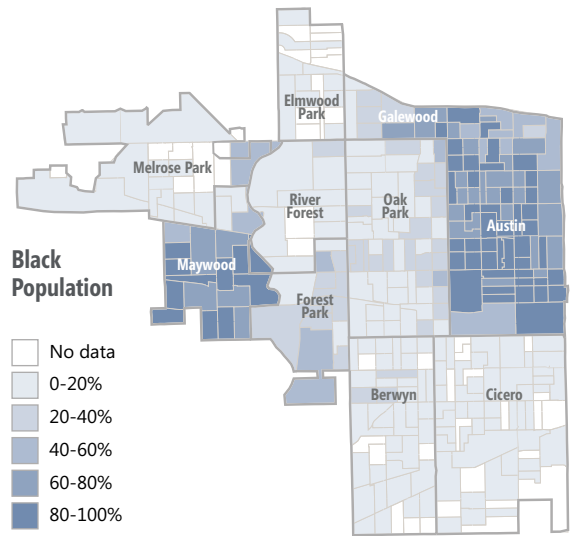 Elmwood
Park
Galewood
Melrose Park
River
Forest
Oak
Park
Austin
Maywood
Forest
Park
Berwyn
Cicero
Black
Population
No data
0-20%
20-40%
40-60%
60-80%
80-100%